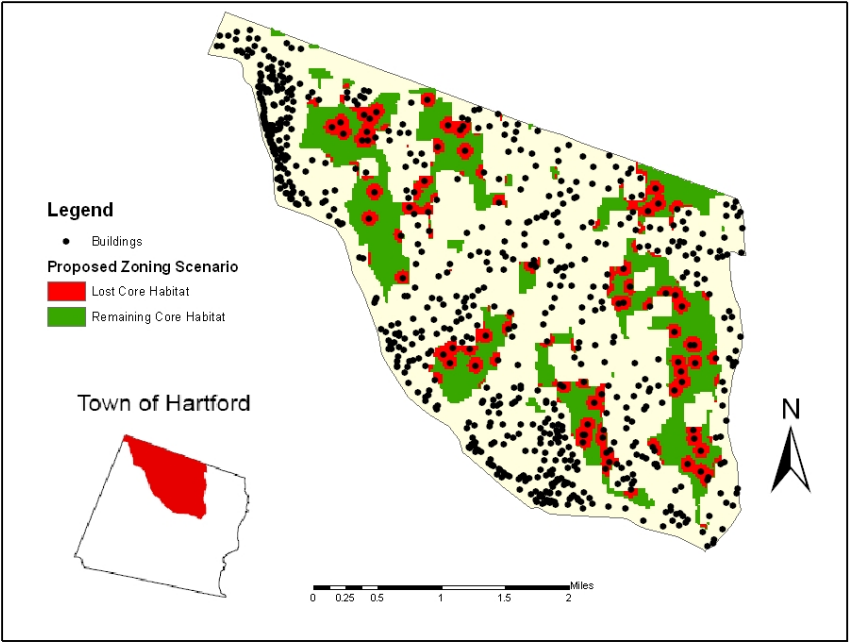 Legend
Buildings
Proposed Zoning Scenario
Lost Core Habitat
Remaining Core Habitat
Town of Hartford
N
Miles
0 0.25 0.5 1 1.5 2